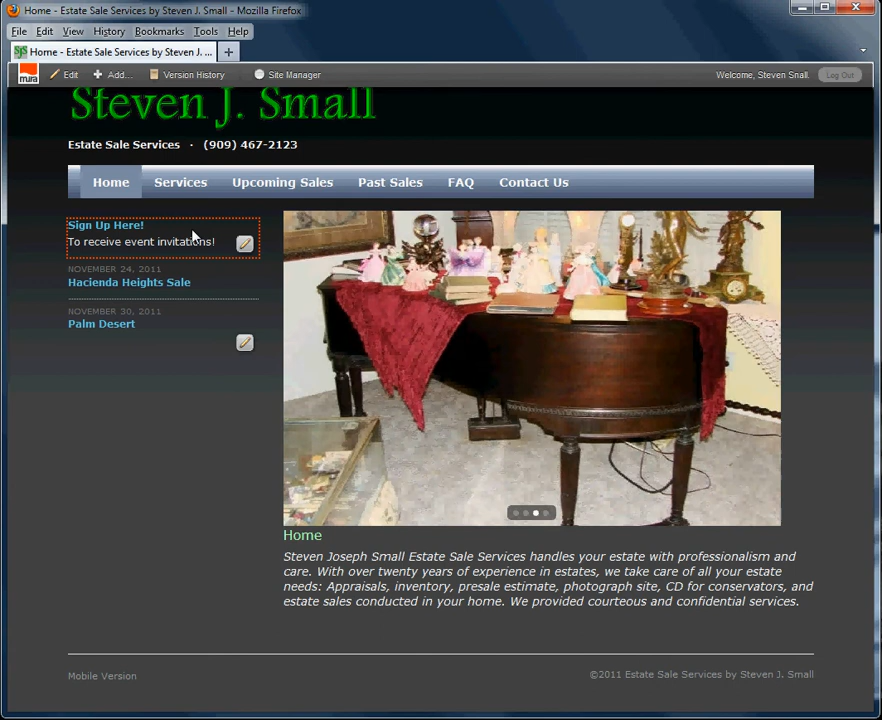 Home - Estate Sale Services by Steven J. Small - Mozilla Firefox
File Edit View History Bookmarks Tools Help
SJS Home - Estate Sale Services by Steven J. ... +
mura Edit Add... Version History Site Manager Welcome, Steven Small. Log Out
Steven J. Small
Estate Sale Services · (909) 467-2123
Home Services Upcoming Sales Past Sales FAQ Contact Us
Sign Up Here!
To receive event invitations!
NOVEMBER 24, 2011
Hacienda Heights Sale
NOVEMBER 30, 2011
Palm Desert
Home
Steven Joseph Small Estate Sale Services handles your estate with professionalism and
care. With over twenty years of experience in estates, we take care of all your estate
needs: Appraisals, inventory, presale estimate, photograph site, CD for conservators, and
estate sales conducted in your home. We provided courteous and confidential services.
Mobile Version
©2011 Estate Sale Services by Steven J. Small